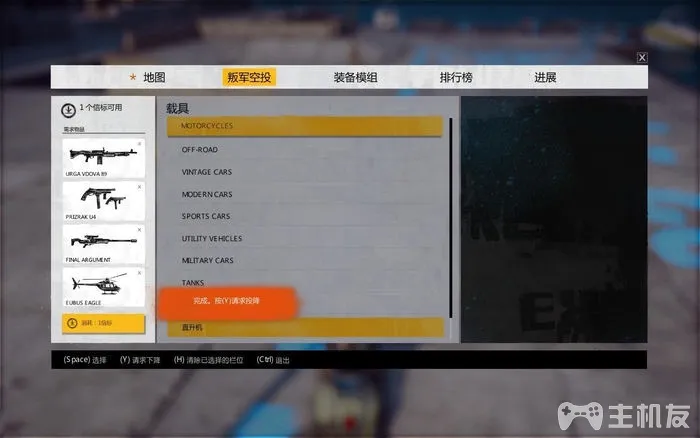 * 地图 叛军空投 装备模组 排行榜 进展
X
1 个信标可用
需求物品
URGA VDOVA 89
PRIZRAK U4
FINAL ARGUMENT
EUBUS EAGLE
消耗：1信标
载具
MOTORCYCLES
OFF-ROAD
VINTAGE CARS
MODERN CARS
SPORTS CARS
UTILITY VEHICLES
MILITARY CARS
TANKS
完成。按(Y)请求投降
直升机
(Space) 选择 (Y) 请求下降 (H) 清除已选择的栏位 (Ctrl) 退出
主机友